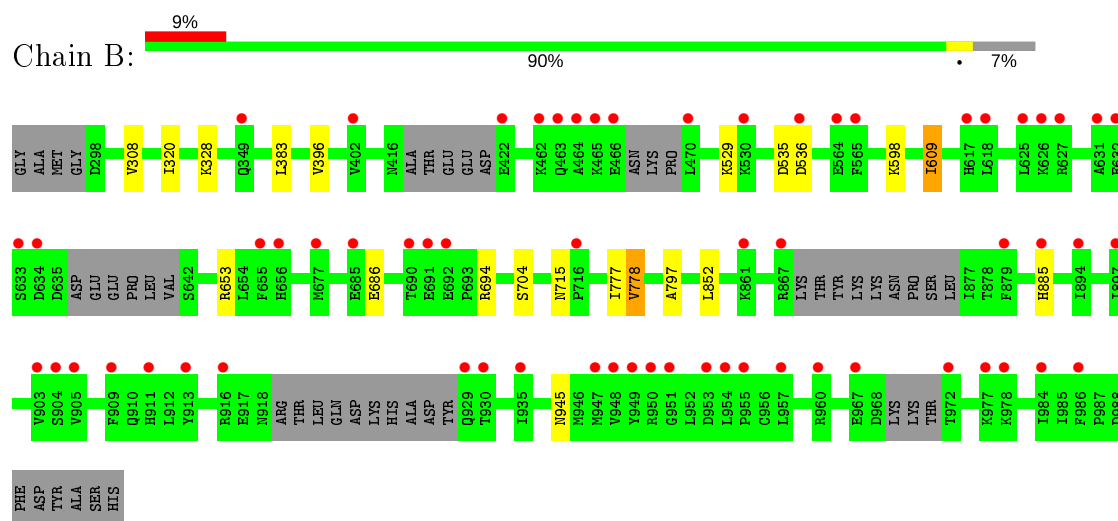 9%
Chain B:
90% • 7%
GLY ALA MET GLY D298 V308 I320 K328 Q349 L383 V396 V402 N416 ALA THR GLU GLU ASP E422 K462 Q463 A464 K465 E466 ASN LYS PRO L470 K529 K530 D535 D536 E564 F565 K598 I609 H617 L618 L625 K626 R627 A631
S633 D634 D635 ASP GLU GLU PRO LEU VAL S642 R653 L654 F655 H656 M677 E685 E686 T690 E691 E692 P693 R694 S704 N715 P716 I777 V778 A797 L852 K861 R867 LYS THR TYR LYS LYS ASN PRO SER LEU I877 T878 F879 H885 I894
V903 S904 V905 F909 Q910 H911 L912 Y913 R916 E917 N918 ARG THR LEU GLN ASP LYS HIS ALA ASP TYR Q929 T930 I935 N945 M946 M947 V948 Y949 R950 G951 L952 D953 L954 P955 C956 L957 R960 E967 D968 LYS LYS THR T972 K977 K978 I984 I985 F986 P987
PHE ASP TYR ALA SER HIS